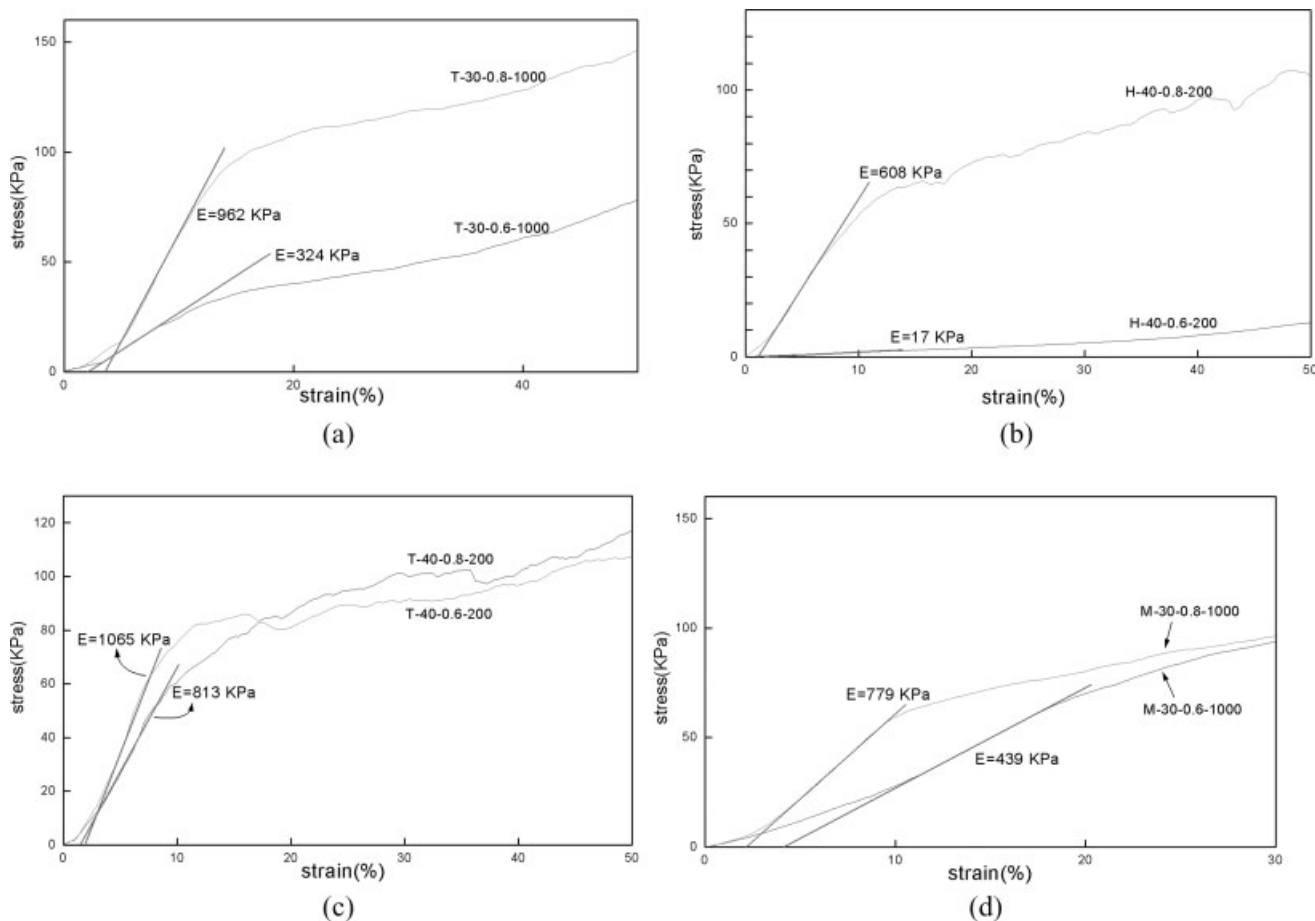 150
100
50
0
stress(KPa)
T-30-0.8-1000
E=962 KPa
T-30-0.6-1000
E=324 KPa
0 20 40
strain(%)
(a)
100
50
0
stress(KPa)
H-40-0.8-200
E=608 KPa
H-40-0.6-200
E=17 KPa
0 10 20 30 40 50
strain(%)
(b)
120
100
80
60
40
20
0
stress(KPa)
T-40-0.8-200
T-40-0.6-200
E=1065 KPa
E=813 KPa
0 10 20 30 40 50
strain(%)
(c)
150
100
50
0
stress(KPa)
M-30-0.8-1000
E=779 KPa
M-30-0.6-1000
E=439 KPa
0 10 20 30
strain(%)
(d)